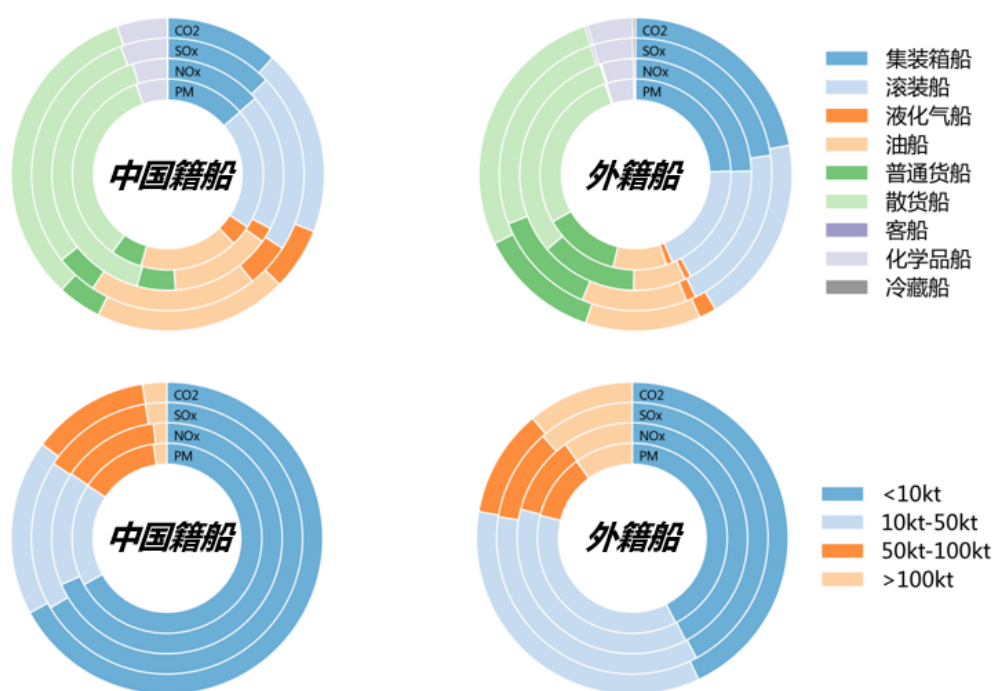 CO2
SOx
NOx
PM
中国籍船
CO2
SOx
NOx
PM
外籍船
集装箱船
滚装船
液化气船
油船
普通货船
散货船
客船
化学品船
冷藏船
CO2
SOx
NOx
PM
中国籍船
CO2
SOx
NOx
PM
外籍船
<10kt
10kt-50kt
50kt-100kt
>100kt